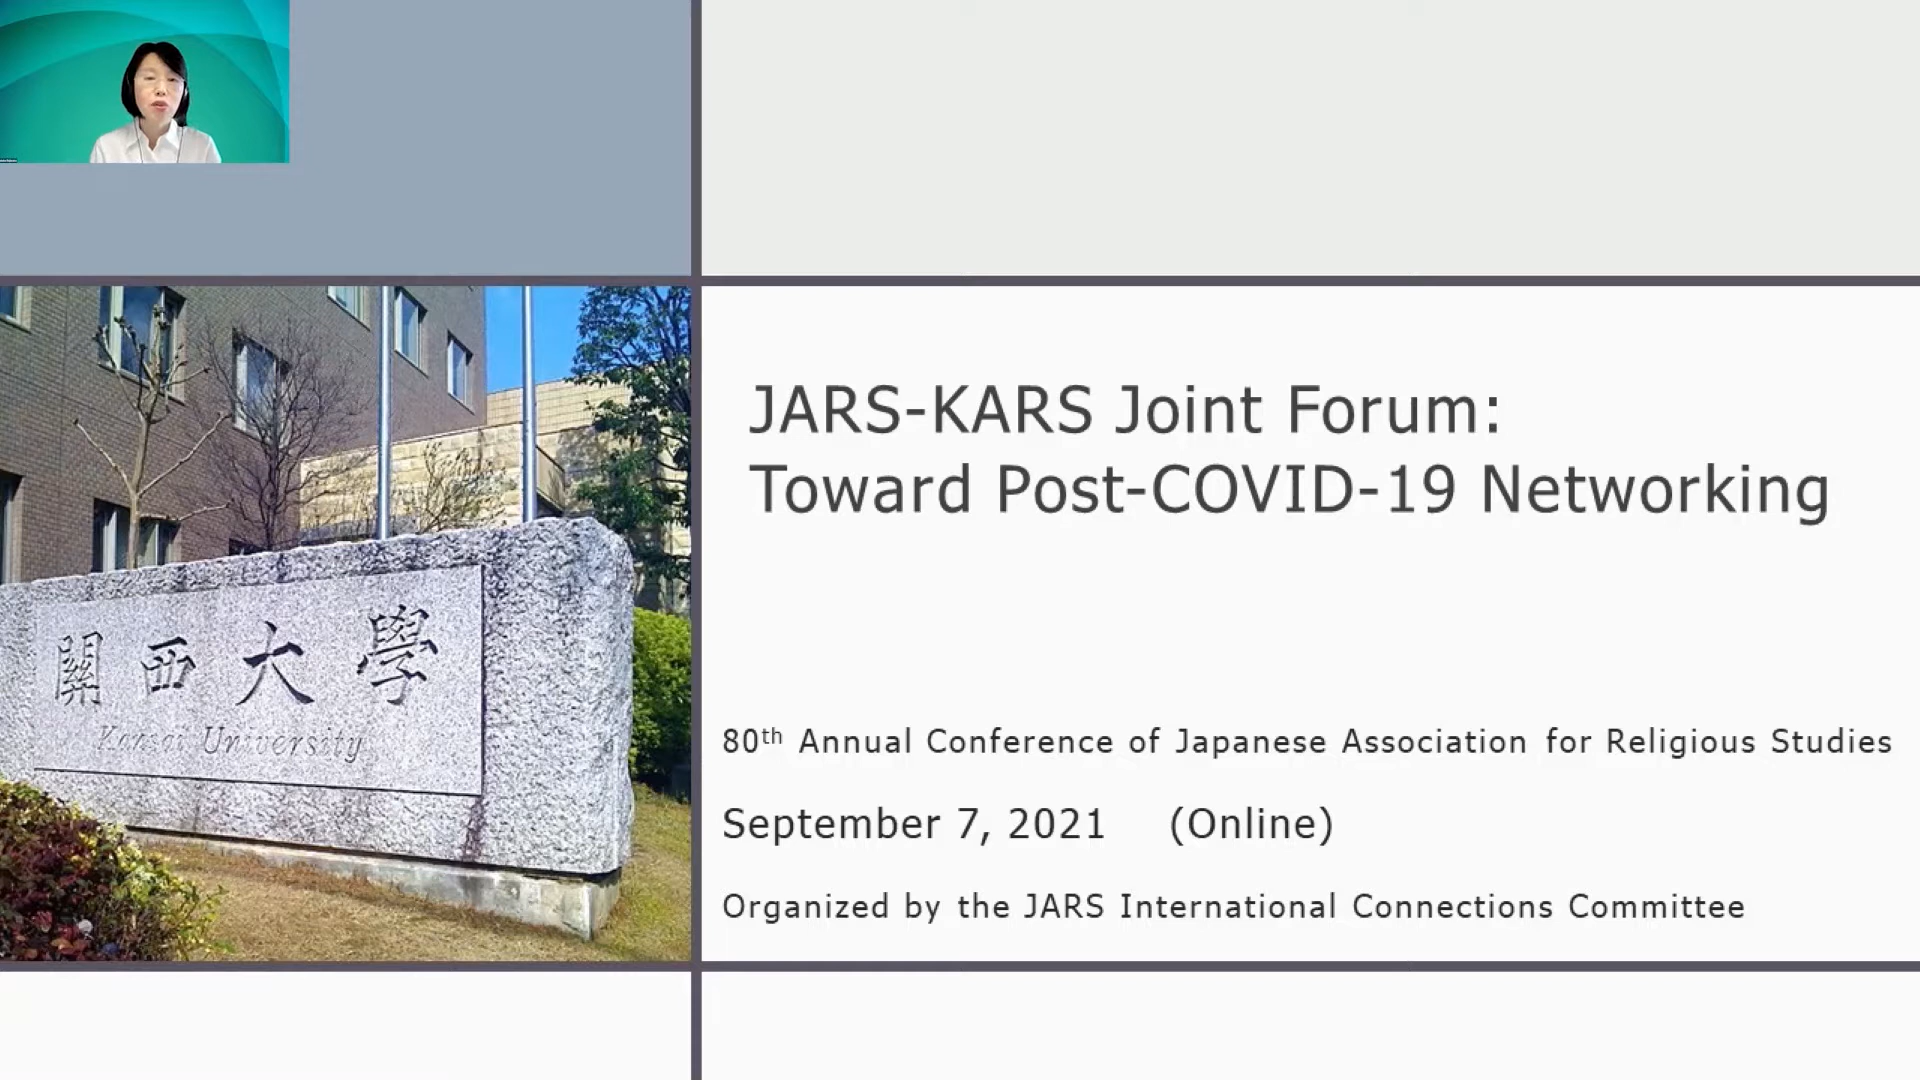 關西大學
Kansai University
JARS-KARS Joint Forum:
Toward Post-COVID-19 Networking
80th Annual Conference of Japanese Association for Religious Studies
September 7, 2021 (Online)
Organized by the JARS International Connections Committee